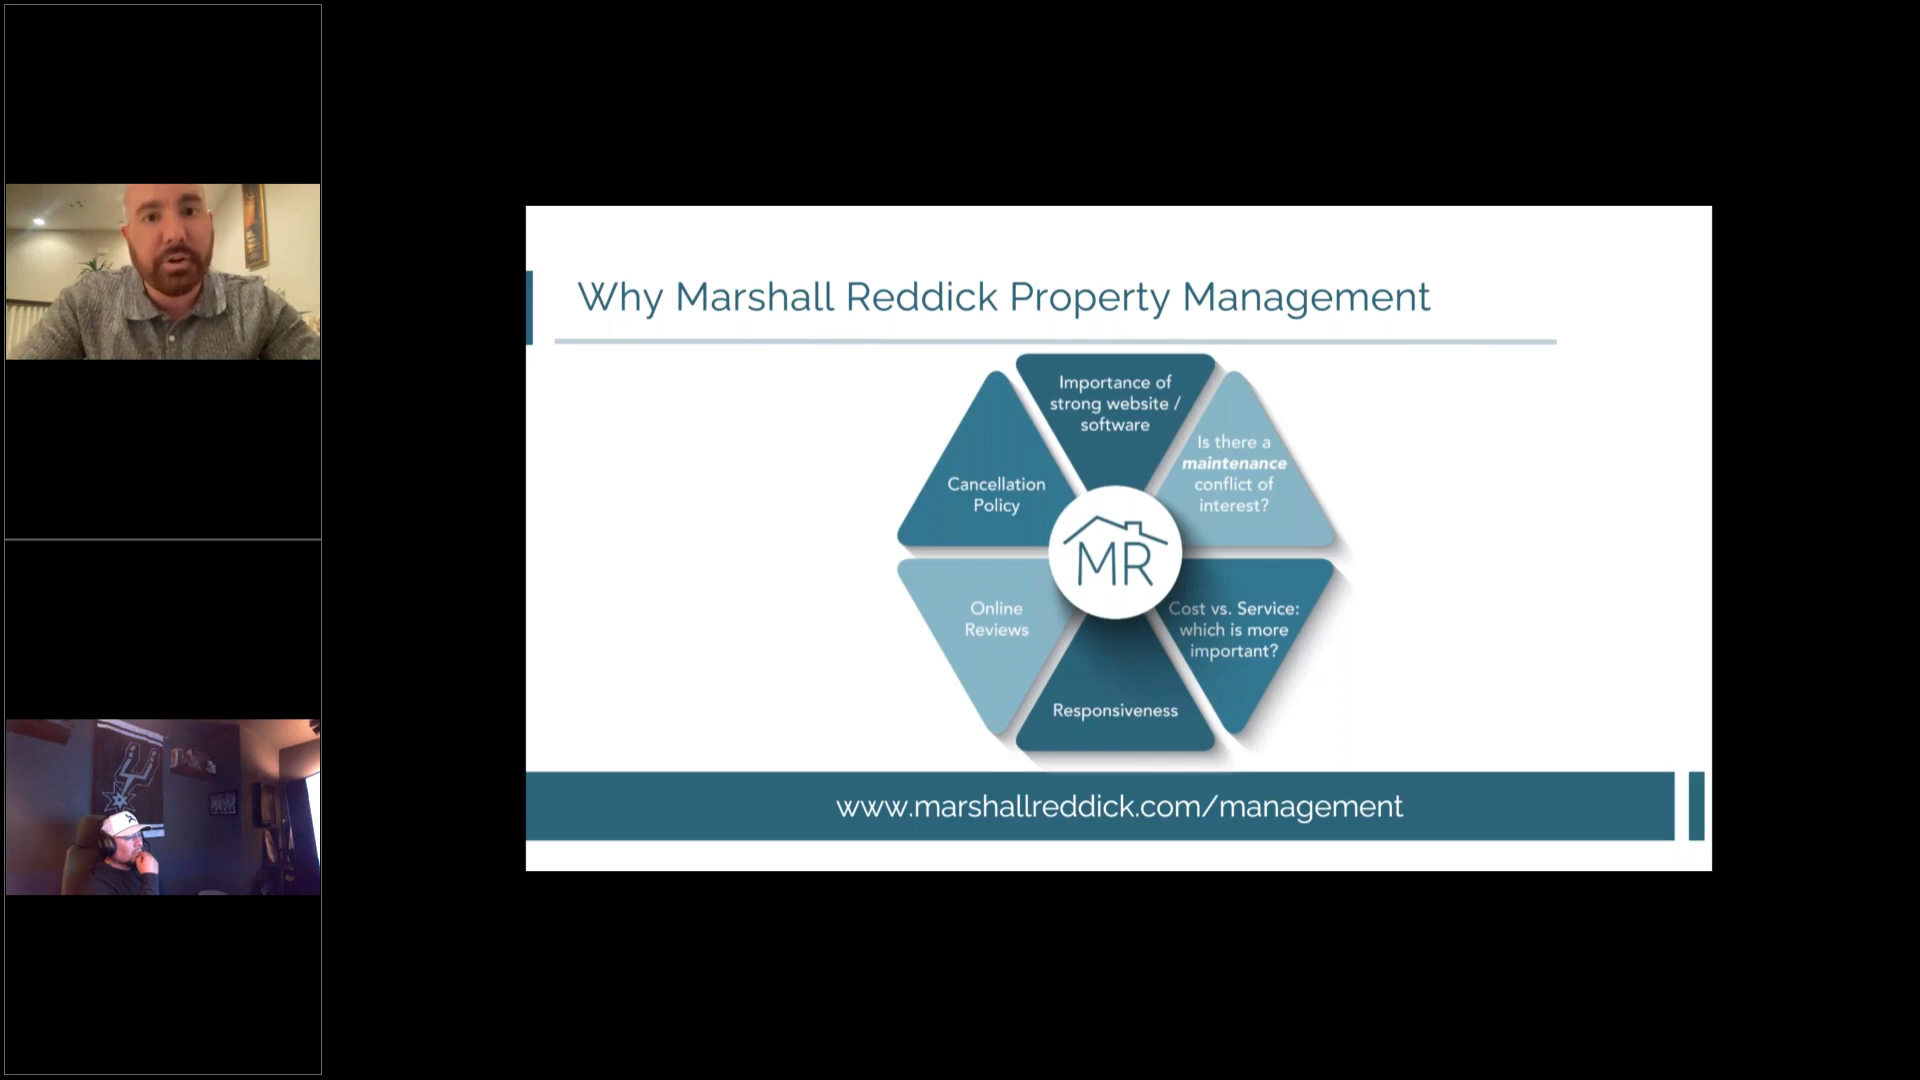 Why Marshall Reddick Property Management
Importance of
strong website /
software
Is there a
maintenance
conflict of
interest?
Cancellation
Policy
MR
Online
Reviews
Cost vs. Service:
which is more
important?
Responsiveness
www.marshallreddick.com/management